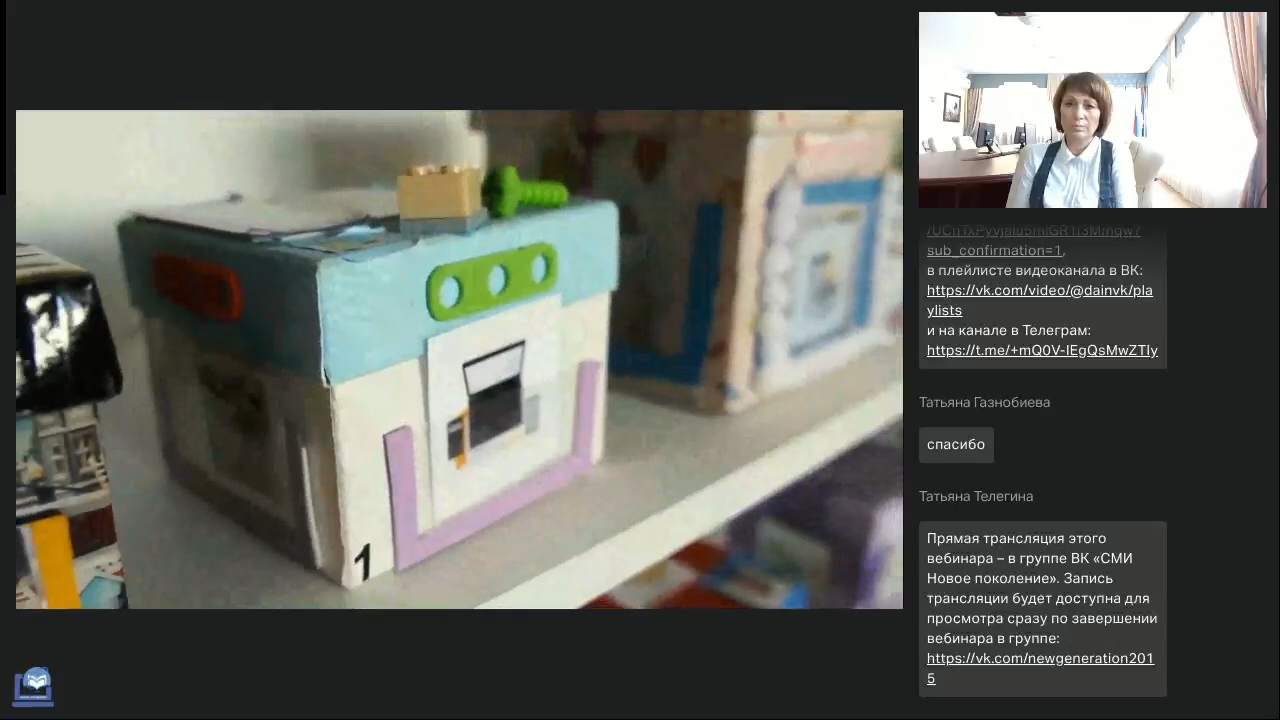 sub_confirmation=1,
в плейлисте видеоканала в ВК:
https://vk.com/video/@dainvk/pla
ylists
и на канале в Телеграм:
https://t.me/+mQ0V-IEgQsMwZTIy
Татьяна Газнобиева
спасибо
Татьяна Телегина
Прямая трансляция этого
вебинара – в группе ВК «СМИ
Новое поколение». Запись
трансляции будет доступна для
просмотра сразу по завершении
вебинара в группе:
https://vk.com/newgeneration201
5
1